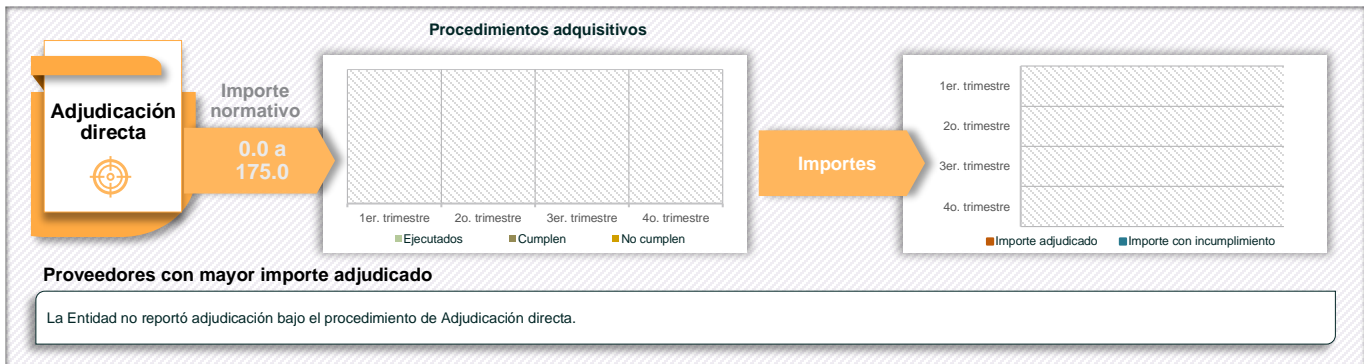 Procedimientos adquisitivos
Adjudicación
directa
Importe
normativo
0.0 a
175.0
1er. trimestre 2o. trimestre 3er. trimestre 4o. trimestre
Ejecutados Cumplen No cumplen
Importes
1er. trimestre
2o. trimestre
3er. trimestre
4o. trimestre
Importe adjudicado Importe con incumplimiento
Proveedores con mayor importe adjudicado
La Entidad no reportó adjudicación bajo el procedimiento de Adjudicación directa.